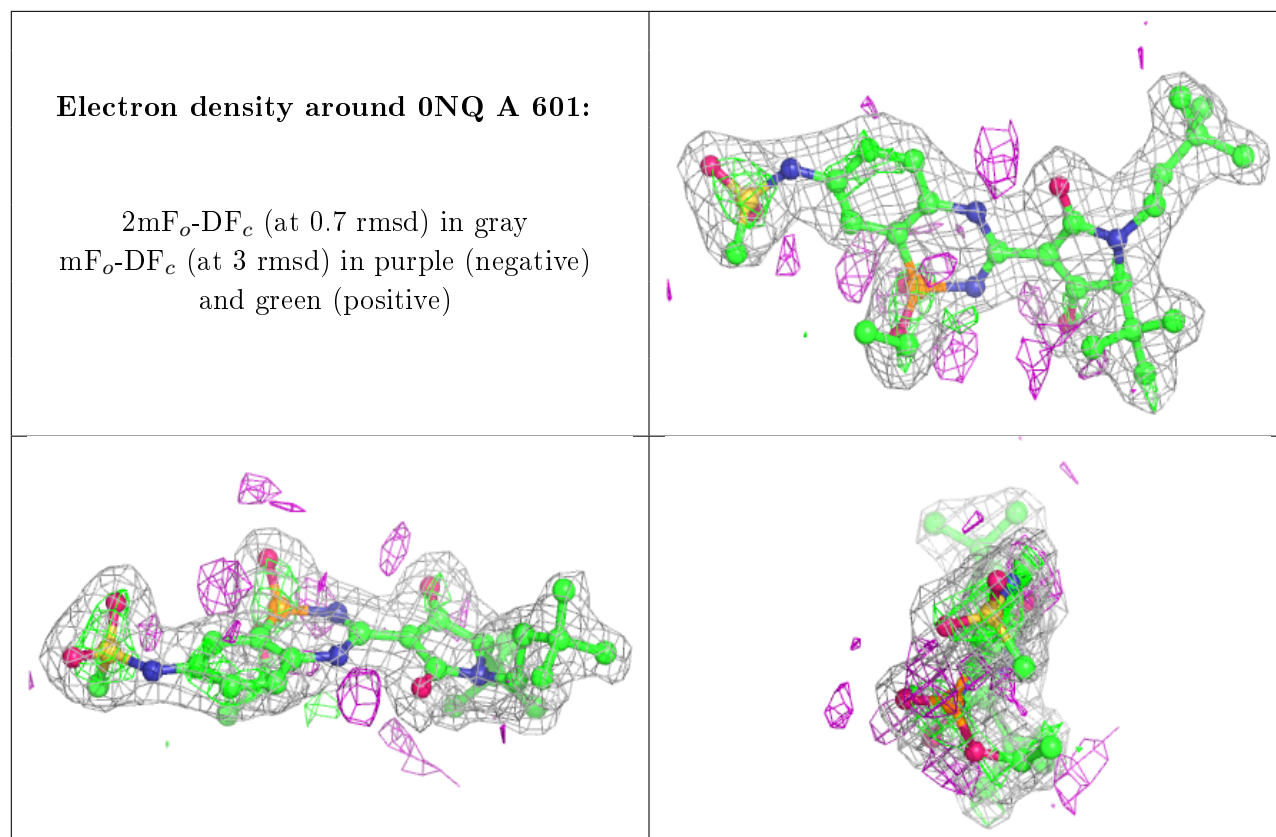 Electron density around 0NQ A 601:
2mFo-DFc (at 0.7 rmsd) in gray
mFo-DFc (at 3 rmsd) in purple (negative)
and green (positive)